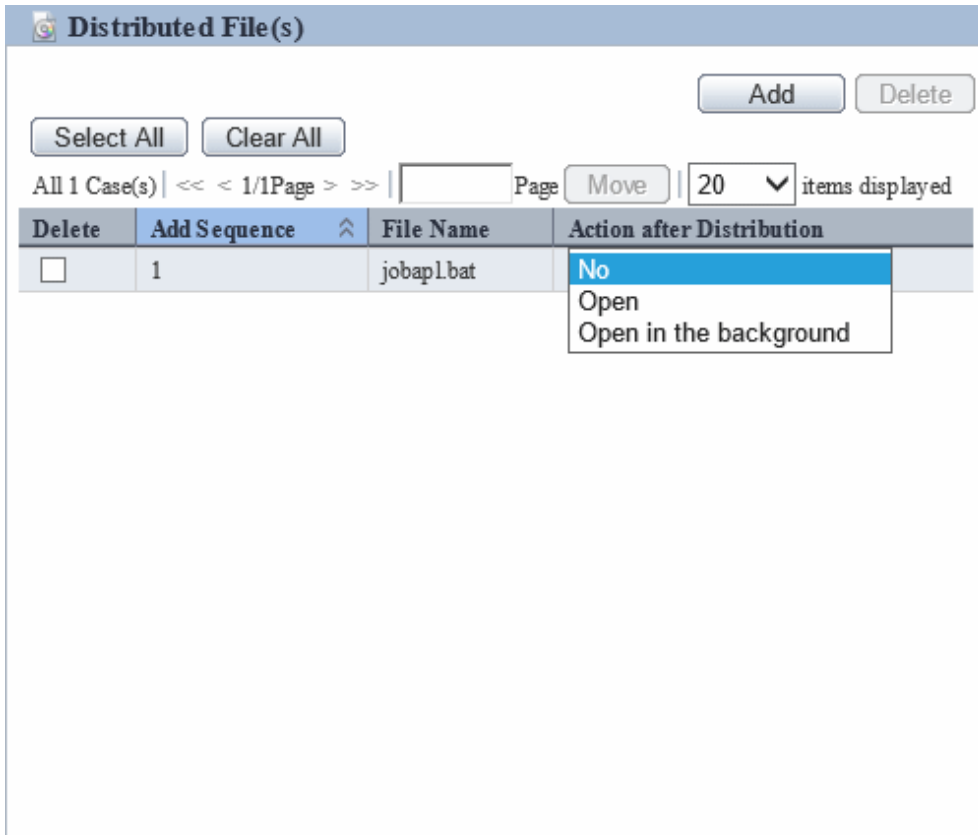 Distributed File(s)
Add Delete
Select All Clear All
All 1 Case(s) | << < 1/1Page > >> | Page Move | 20 items displayed
Delete Add Sequence File Name Action after Distribution
1 jobap1.bat No
Open
Open in the background